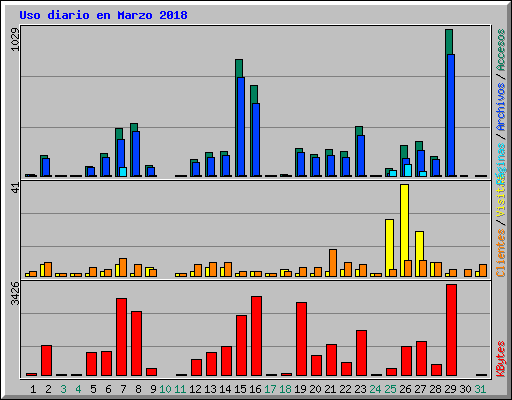 Uso diario en Marzo 2018
1029
41
3426
Clientes / Visitas
Páginas / Archivos / Accesos
KBytes
1 2 3 4 5 6 7 8 9 10 11 12 13 14 15 16 17 18 19 20 21 22 23 24 25 26 27 28 29 30 31